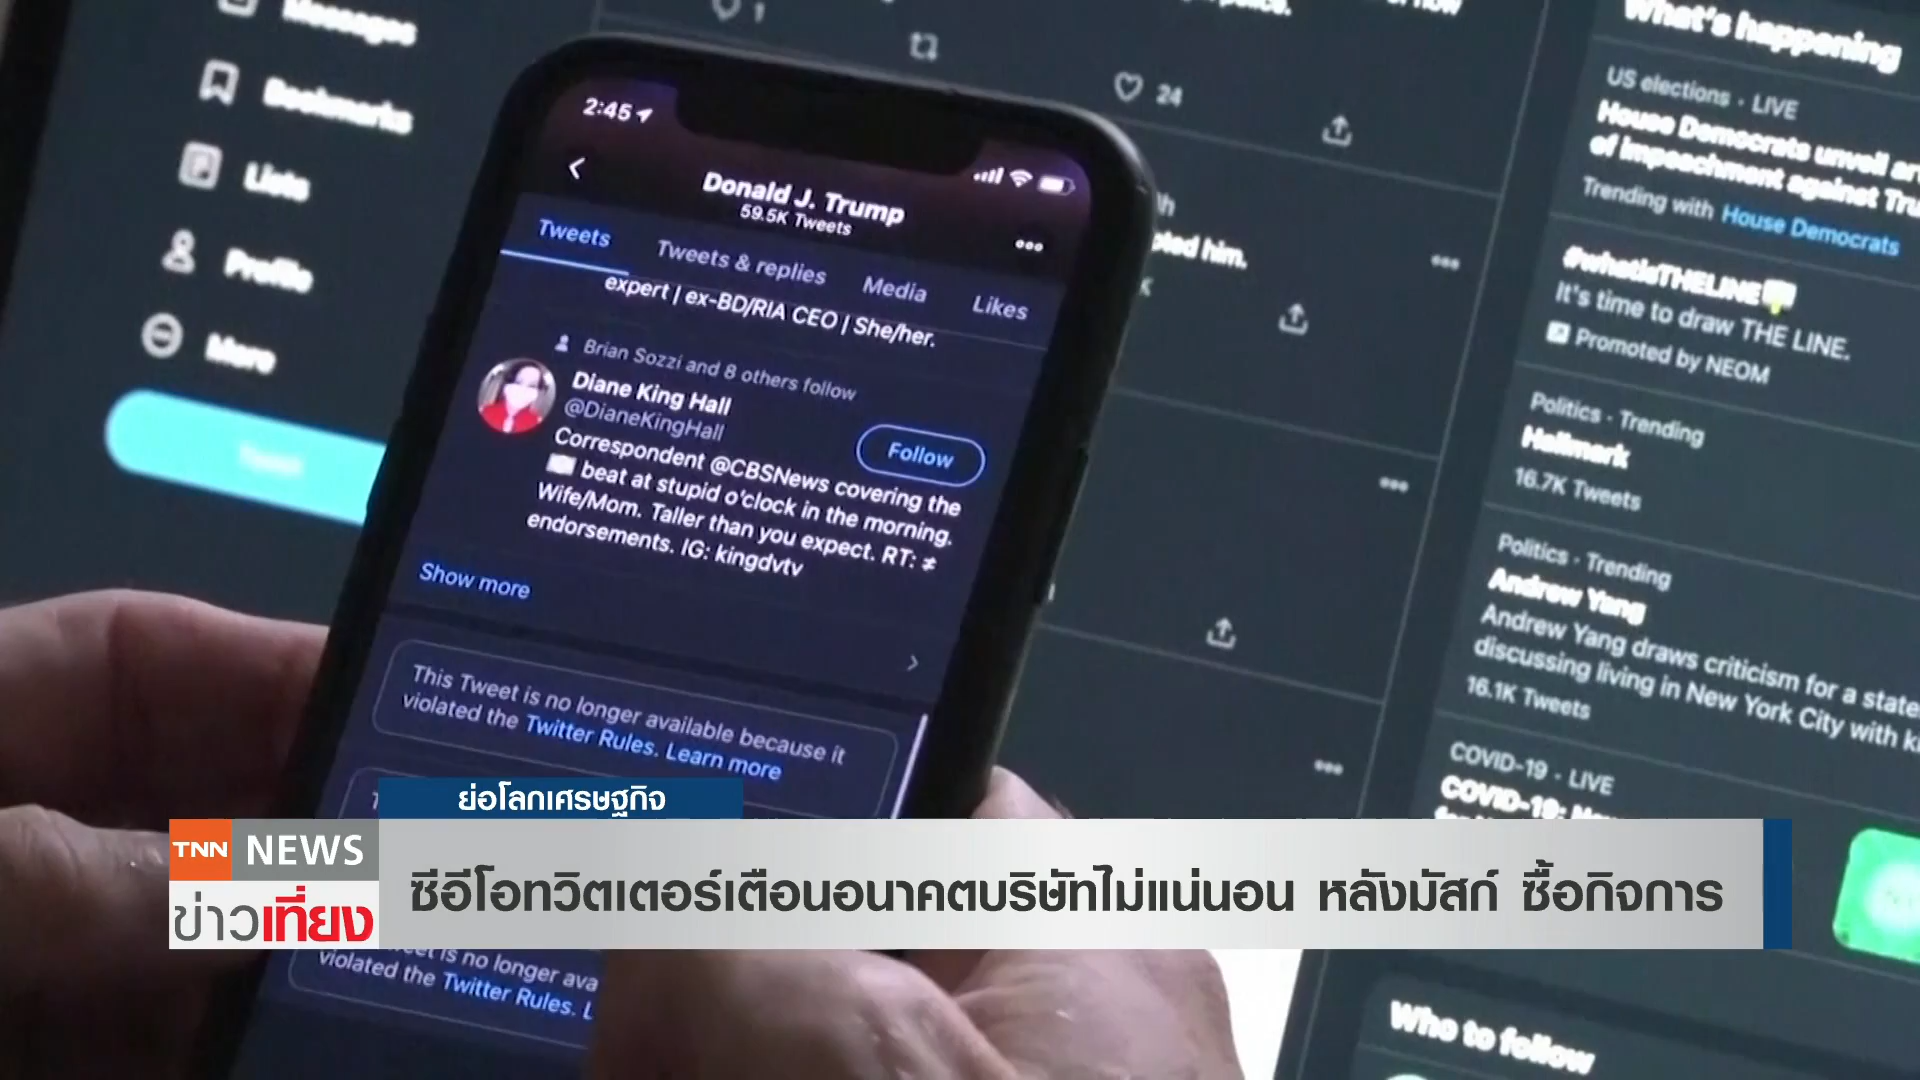 Messages
Bookmarks
Lists
Profile
More
Tweet
1
24
2:45
Donald J. Trump
59.5K Tweets
Tweets
Tweets & replies
Media
Likes
expert | ex-BD/RIA CEO | She/her.
Brian Sozzi and 8 others follow
Diane King Hall
@DianeKingHall
Follow
Correspondent @CBSNews covering the
beat at stupid o'clock in the morning.
Wife/Mom. Taller than you expect. RT: ≠
endorsements. IG: kingdvtv
Show more
This Tweet is no longer available because it
violated the Twitter Rules. Learn more
is no longer ava
violated the Twitter Rules. L
him.
What's happening
US elections · LIVE
House Democrats unveil
of impeachment against
Trending with House Democrats
#whatisTHELINE
It's time to draw THE LINE.
Promoted by NEOM
Politics · Trending
Hallmark
16.7K Tweets
Politics · Trending
Andrew Yang
Andrew Yang draws criticism for a
discussing living in New York City with
16.1K Tweets
COVID-19 · LIVE
COVID-19:
Who to follow
ย่อโลกเศรษฐกิจ
TNN NEWS
ข่าวเที่ยง
ซีอีโอทวิตเตอร์เตือนอนาคตบริษัทไม่แน่นอน หลังมัสก์ ซื้อกิจการ